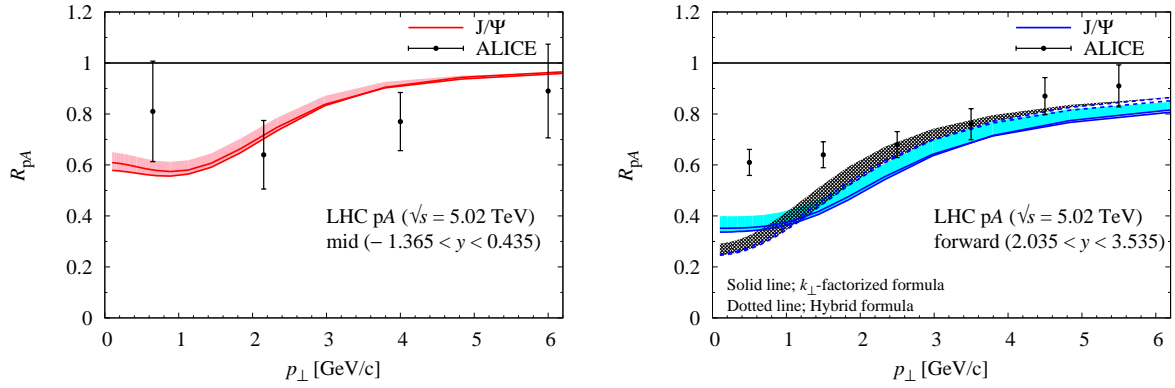 1.2
1
0.8
0.6
0.4
0.2
0
R_pA
J/Ψ
ALICE
LHC pA (√s = 5.02 TeV)
mid (− 1.365 < y < 0.435)
0 1 2 3 4 5 6
p⊥ [GeV/c]
1.2
1
0.8
0.6
0.4
0.2
0
R_pA
J/Ψ
ALICE
LHC pA (√s = 5.02 TeV)
forward (2.035 < y < 3.535)
Solid line; k⊥-factorized formula
Dotted line; Hybrid formula
0 1 2 3 4 5 6
p⊥ [GeV/c]